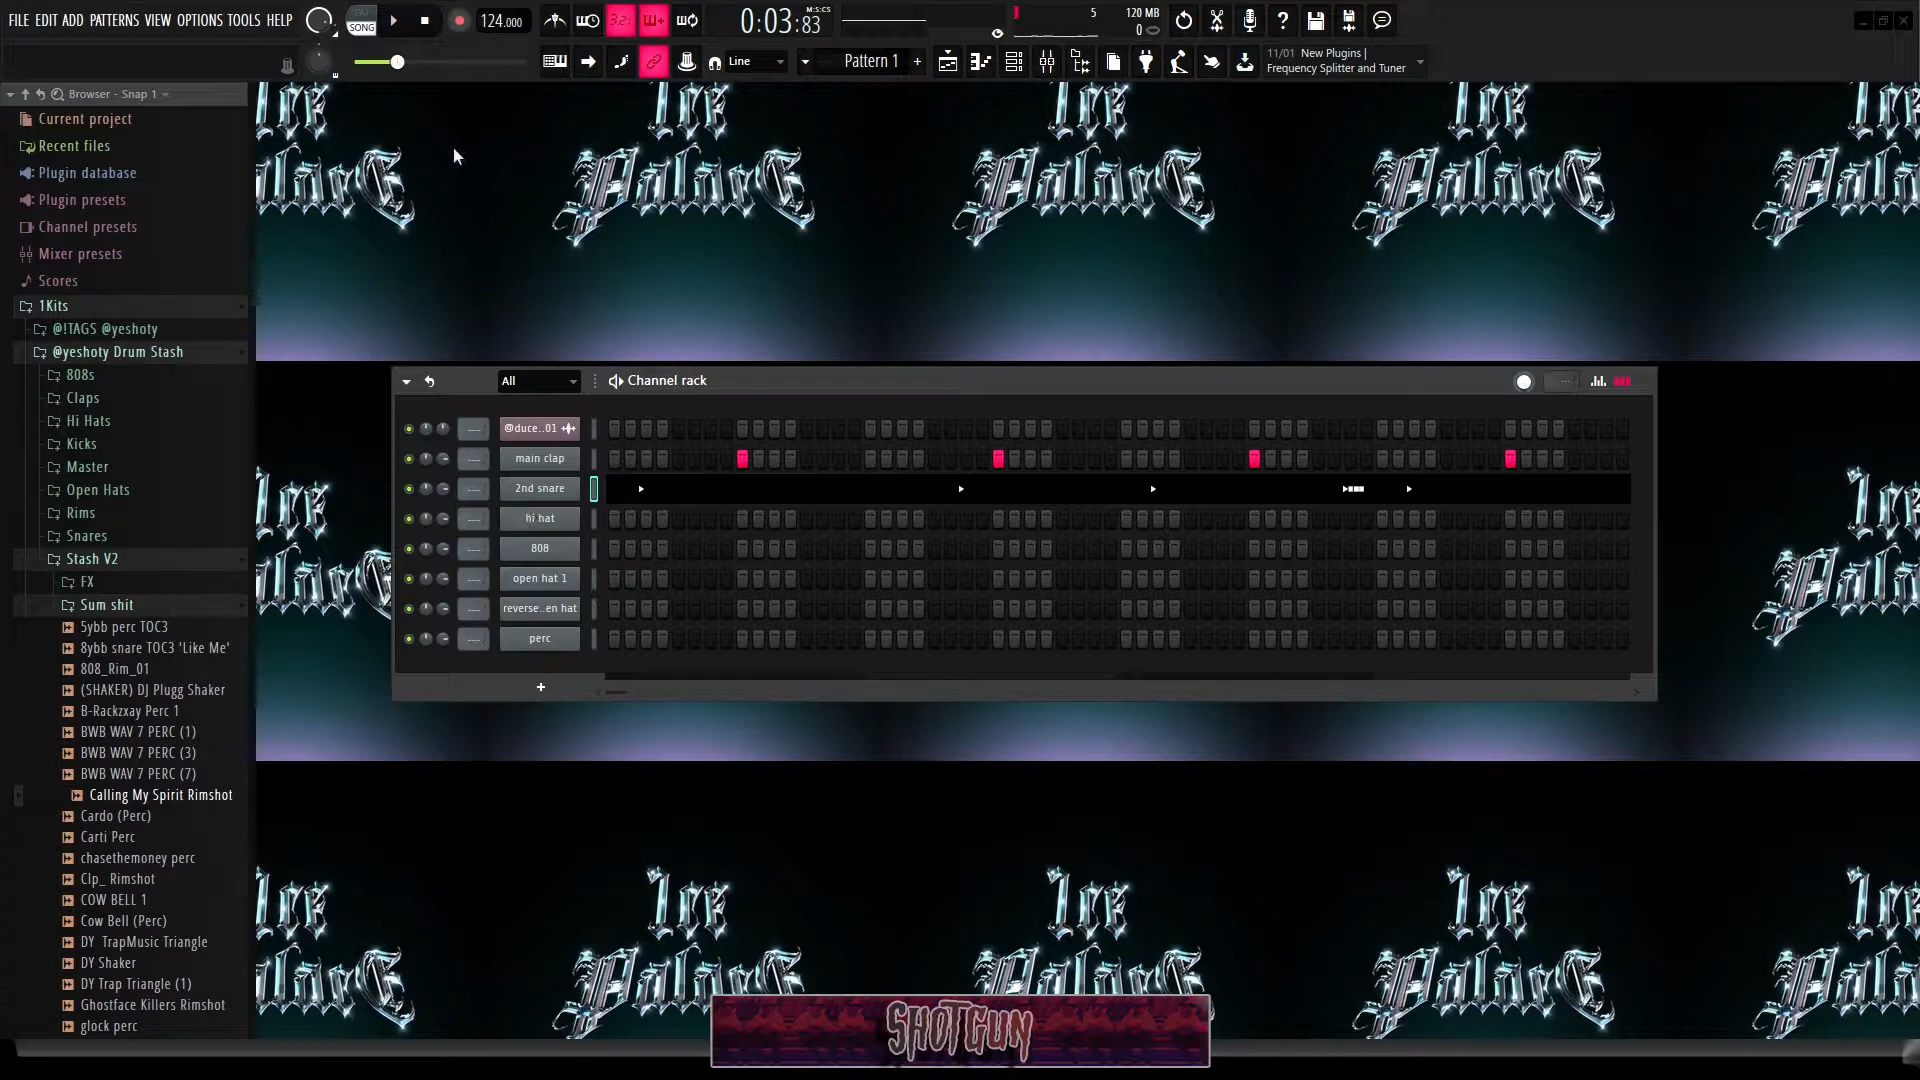 FILE EDIT ADD PATTERNS VIEW OPTIONS TOOLS HELP
SONG
124.000
3.2:
0:03:83
M:S:CS
5
120 MB
0
Line
Pattern 1
+
11/01 New Plugins |
Frequency Splitter and Tuner
Browser - Snap 1
Current project
Recent files
Plugin database
Plugin presets
Channel presets
Mixer presets
Scores
1Kits
@!TAGS @yeshoty
@yeshoty Drum Stash
808s
Claps
Hi Hats
Kicks
Master
Open Hats
Rims
Snares
Stash V2
FX
Sum shit
5ybb perc TOC3
8ybb snare TOC3 'Like Me'
808_Rim_01
(SHAKER) DJ Plugg Shaker
B-Rackzxay Perc 1
BWB WAV 7 PERC (1)
BWB WAV 7 PERC (3)
BWB WAV 7 PERC (7)
Calling My Spirit Rimshot
Cardo (Perc)
Carti Perc
chasethemoney perc
Clp_ Rimshot
COW BELL 1
Cow Bell (Perc)
DY TrapMusic Triangle
DY Shaker
DY Trap Triangle (1)
Ghostface Killers Rimshot
glock perc
All
Channel rack
@duce..01
main clap
2nd snare
hi hat
808
open hat 1
reverse..en hat
perc
+
SHOTGUN